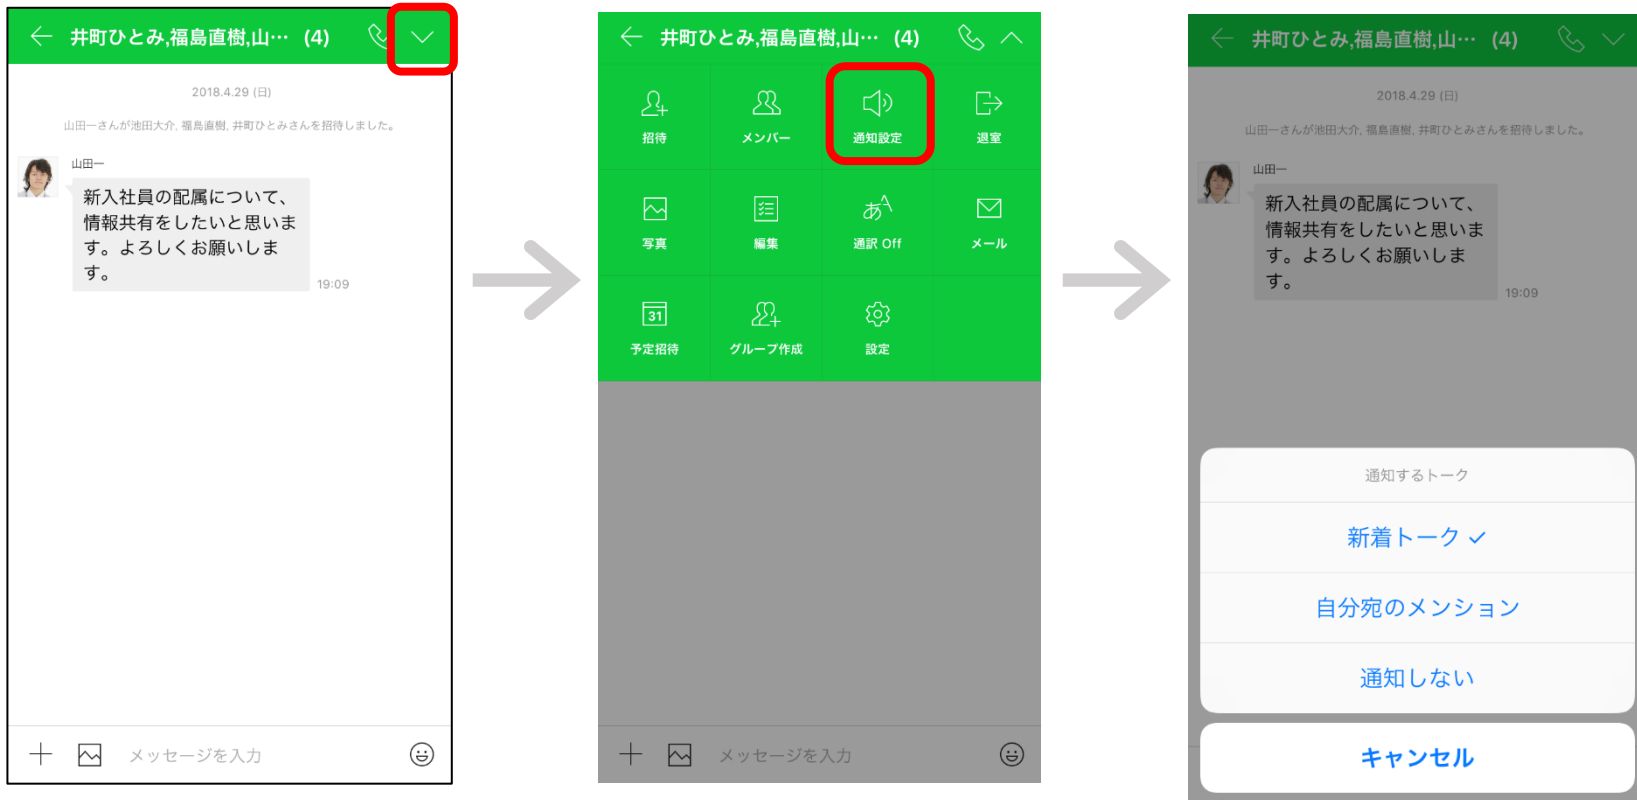 井町ひとみ,福島直樹,山… (4)
2018.4.29 (日)
山田一さんが池田大介, 福島直樹, 井町ひとみさんを招待しました。
山田一
新入社員の配属について、
情報共有をしたいと思いま
す。よろしくお願いしま
す。
19:09
メッセージを入力
井町ひとみ,福島直樹,山… (4)
招待
メンバー
通知設定
退室
写真
編集
あA
通訳 Off
メール
31
予定招待
グループ作成
設定
メッセージを入力
井町ひとみ,福島直樹,山… (4)
2018.4.29 (日)
山田一さんが池田大介, 福島直樹, 井町ひとみさんを招待しました。
山田一
新入社員の配属について、
情報共有をしたいと思いま
す。よろしくお願いしま
す。
19:09
通知するトーク
新着トーク ✓
自分宛のメンション
通知しない
キャンセル